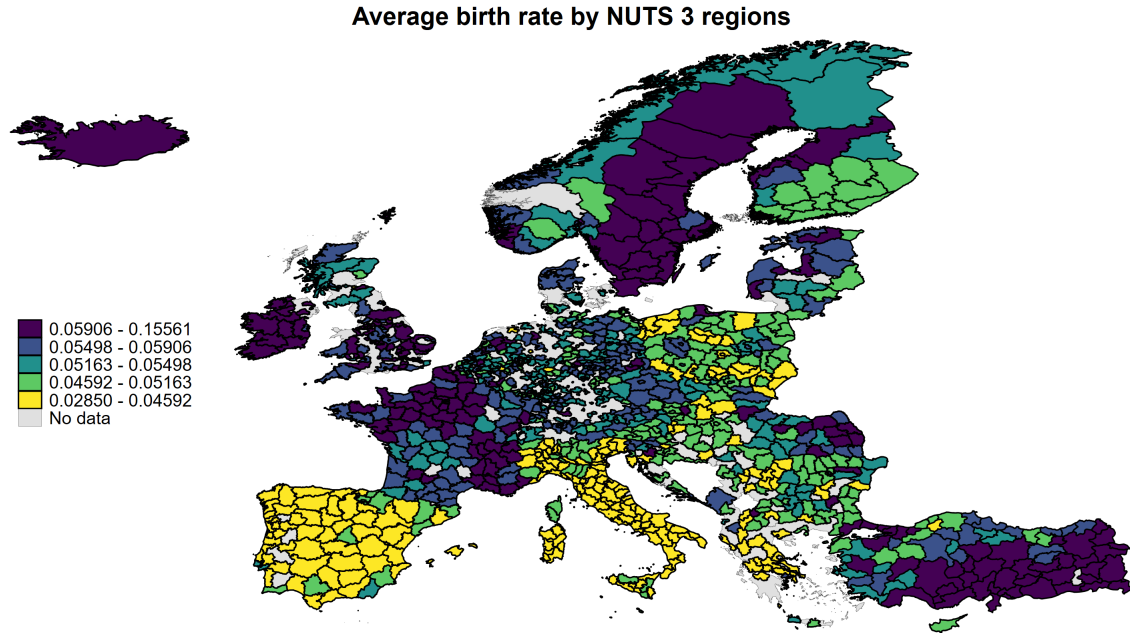 Average birth rate by NUTS 3 regions
0.05906 - 0.15561
0.05498 - 0.05906
0.05163 - 0.05498
0.04592 - 0.05163
0.02850 - 0.04592
No data